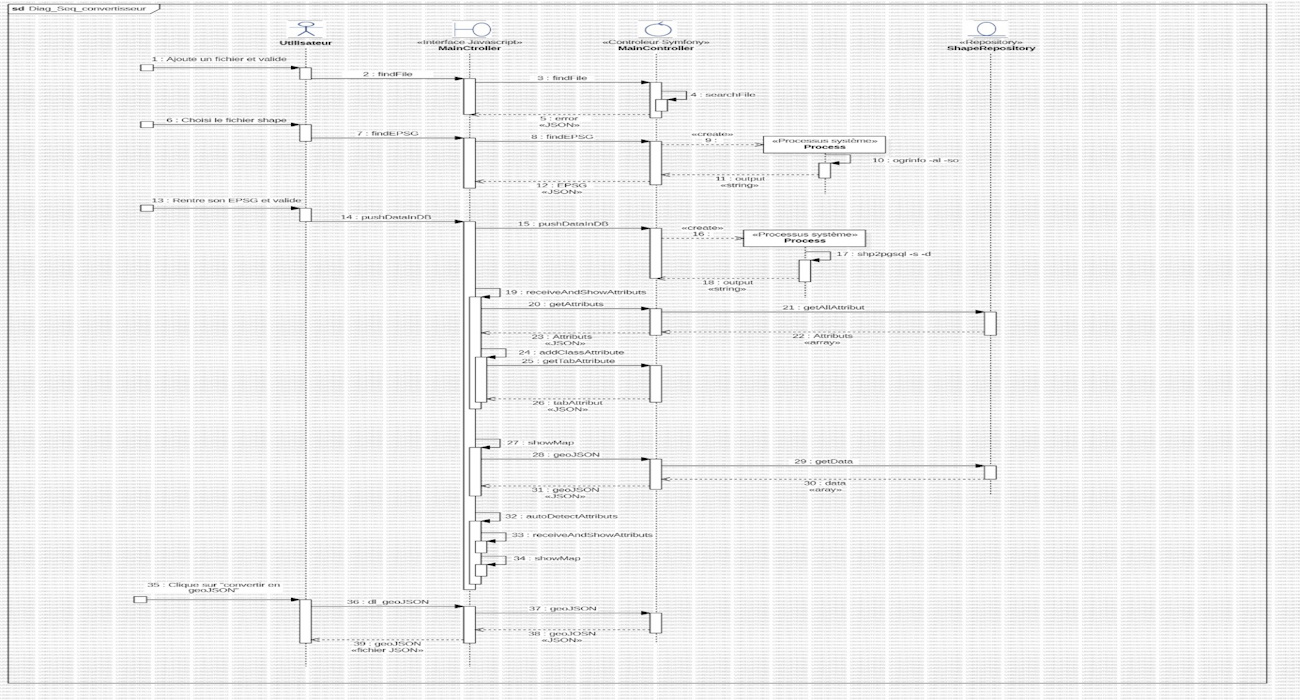 sd Diag_Seq_convertisseur
Utilisateur
«Interface Javascript»
MainCtroller
«Controleur Symfony»
MainController
«Repository»
ShapeRepository
1 : Ajoute un fichier et valide
2 : findFile
3 : findFile
4 : searchFile
5 : error
«JSON»
6 : Choisi le fichier shape
7 : findEPSG
8 : findEPSG
«create»
9 :
«Processus système»
Process
10 : ogrinfo -al -so
11 : output
«string»
12 : EPSG
«JSON»
13 : Rentre son EPSG et valide
14 : pushDataInDB
15 : pushDataInDB
«create»
16 :
«Processus système»
Process
17 : shp2pgsql -s -d
18 : output
«string»
19 : receiveAndShowAttributs
20 : getAttributs
21 : getAllAttribut
22 : Attributs
«array»
23 : Attributs
«JSON»
24 : addClassAttribute
25 : getTabAttribute
26 : tabAttribut
«JSON»
27 : showMap
28 : geoJSON
29 : getData
30 : data
«aray»
31 : geoJSON
«JSON»
32 : autoDetectAttributs
33 : receiveAndShowAttributs
34 : showMap
35 : Clique sur "convertir en
geoJSON"
36 : dl_geoJSON
37 : geoJSON
38 : geoJOSN
«JSON»
39 : geoJSON
«fichier JSON»